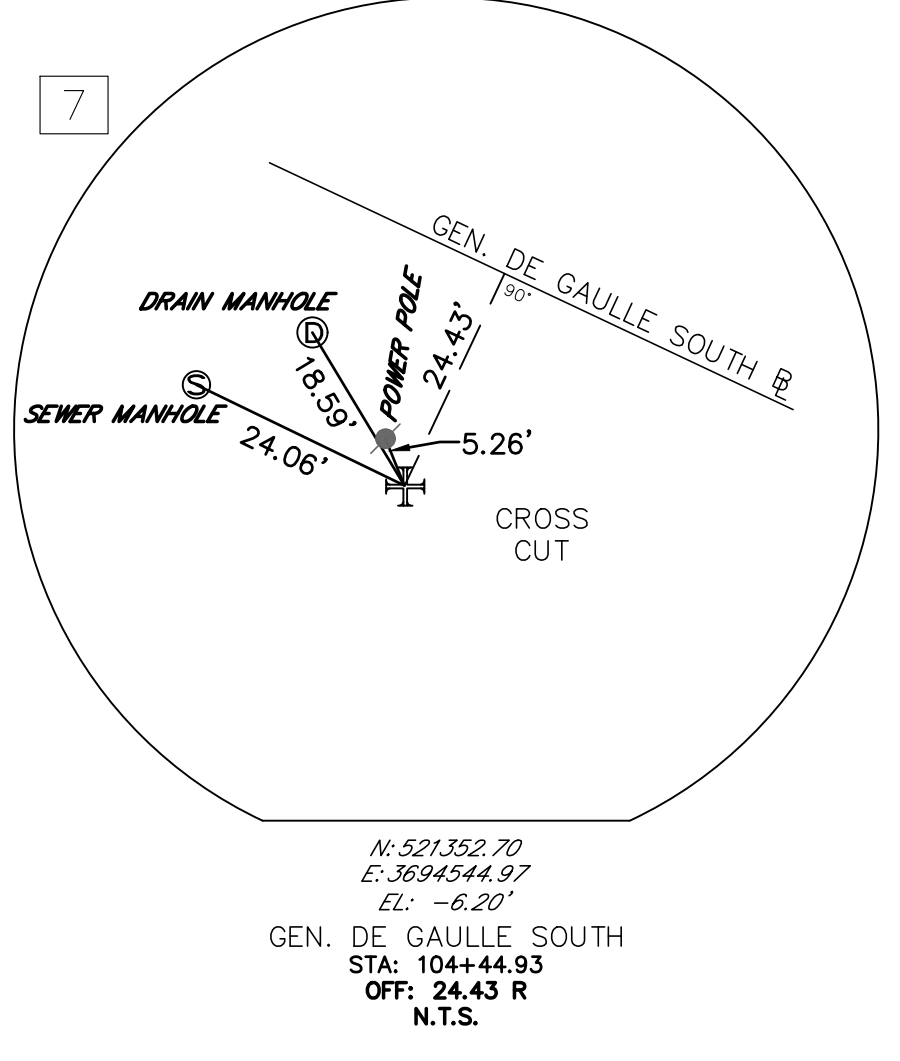 7
GEN. DE GAULLE SOUTH BL
90°
DRAIN MANHOLE
D
POWER POLE
24.43'
18.59'
S
SEWER MANHOLE
24.06'
5.26'
CROSS
CUT
N: 521352.70
E: 3694544.97
EL: -6.20'
GEN. DE GAULLE SOUTH
STA: 104+44.93
OFF: 24.43 R
N.T.S.